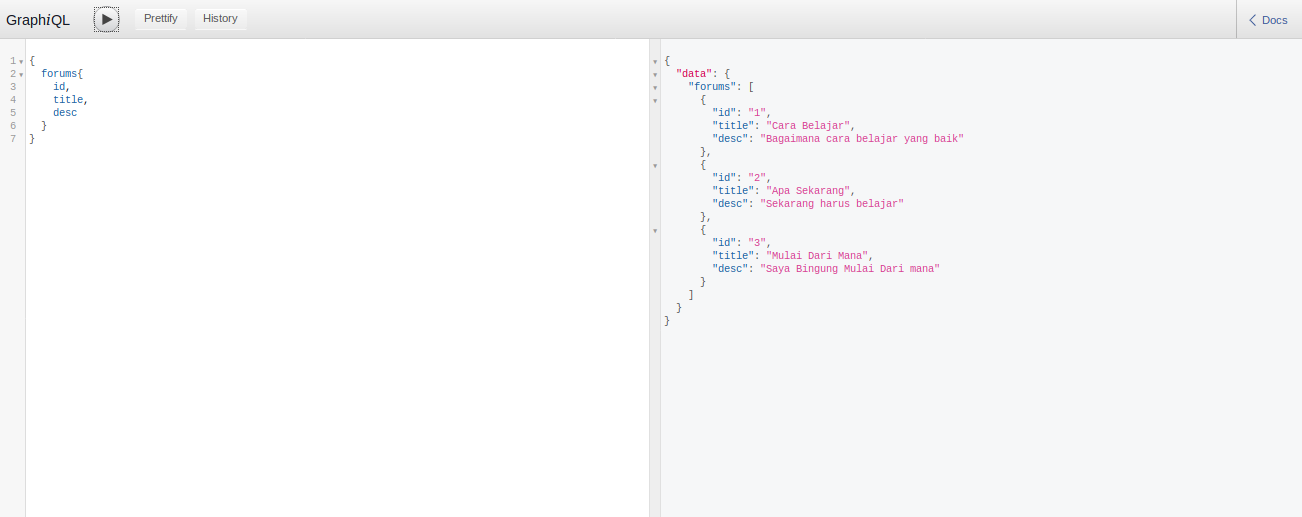 GraphiQL
Prettify
History
Docs
1 {
2   forums{
3     id,
4     title,
5     desc
6   }
7 }
{
  "data": {
    "forums": [
      {
        "id": "1",
        "title": "Cara Belajar",
        "desc": "Bagaimana cara belajar yang baik"
      },
      {
        "id": "2",
        "title": "Apa Sekarang",
        "desc": "Sekarang harus belajar"
      },
      {
        "id": "3",
        "title": "Mulai Dari Mana",
        "desc": "Saya Bingung Mulai Dari mana"
      }
    ]
  }
}